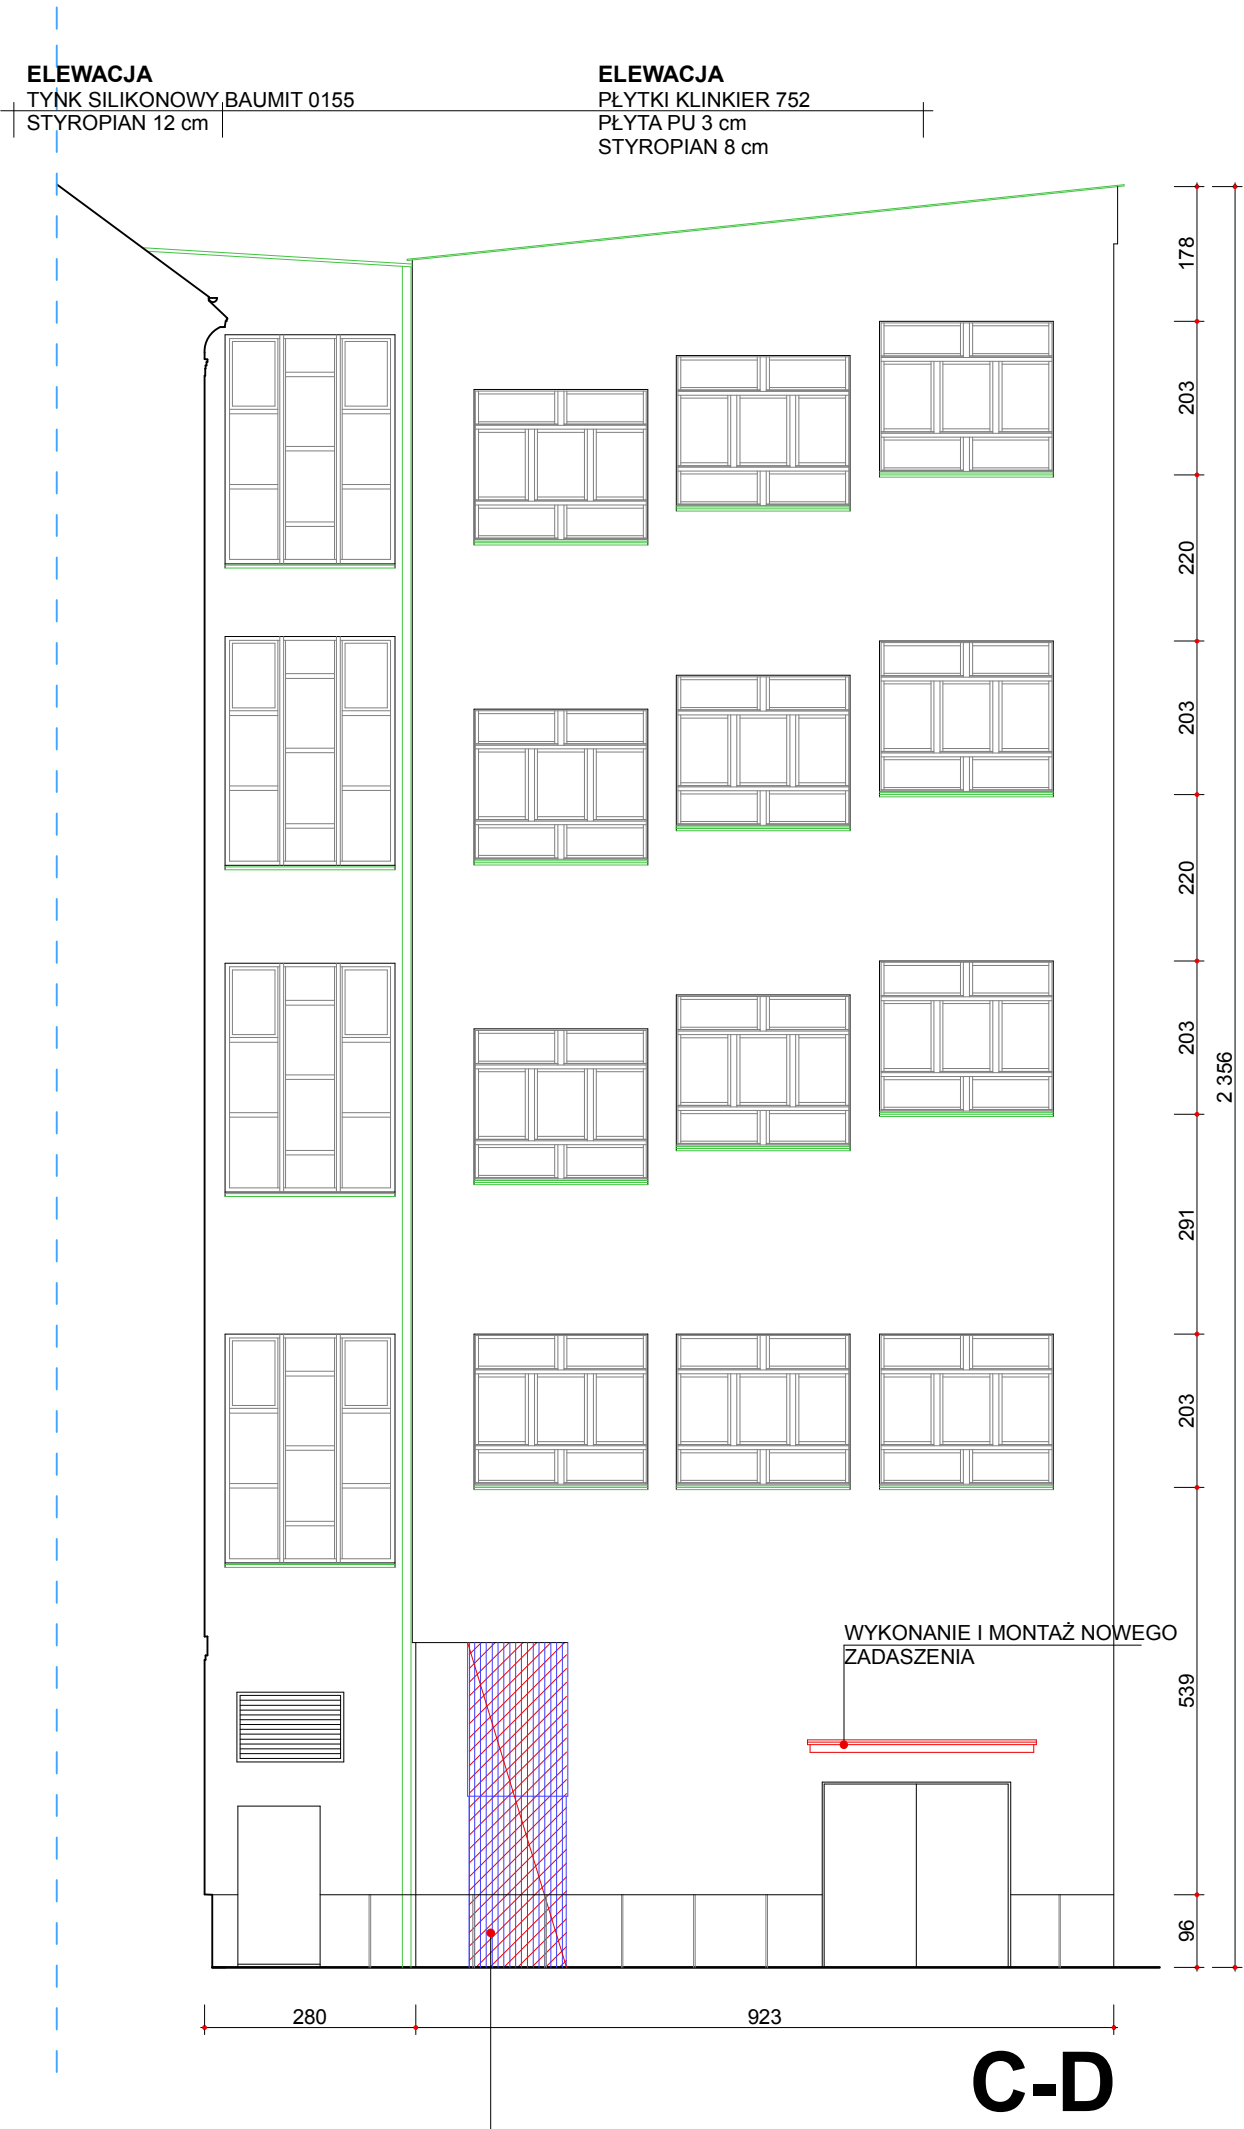 ELEWACJA
TYNK SILIKONOWY BAUMIT 0155
STYROPIAN 12 cm
ELEWACJA
PŁYTKI KLINKIER 752
PŁYTA PU 3 cm
STYROPIAN 8 cm
178
203
220
203
220
203
2 356
291
203
WYKONANIE I MONTAŻ NOWEGO
ZADASZENIA
539
96
280
923
C-D